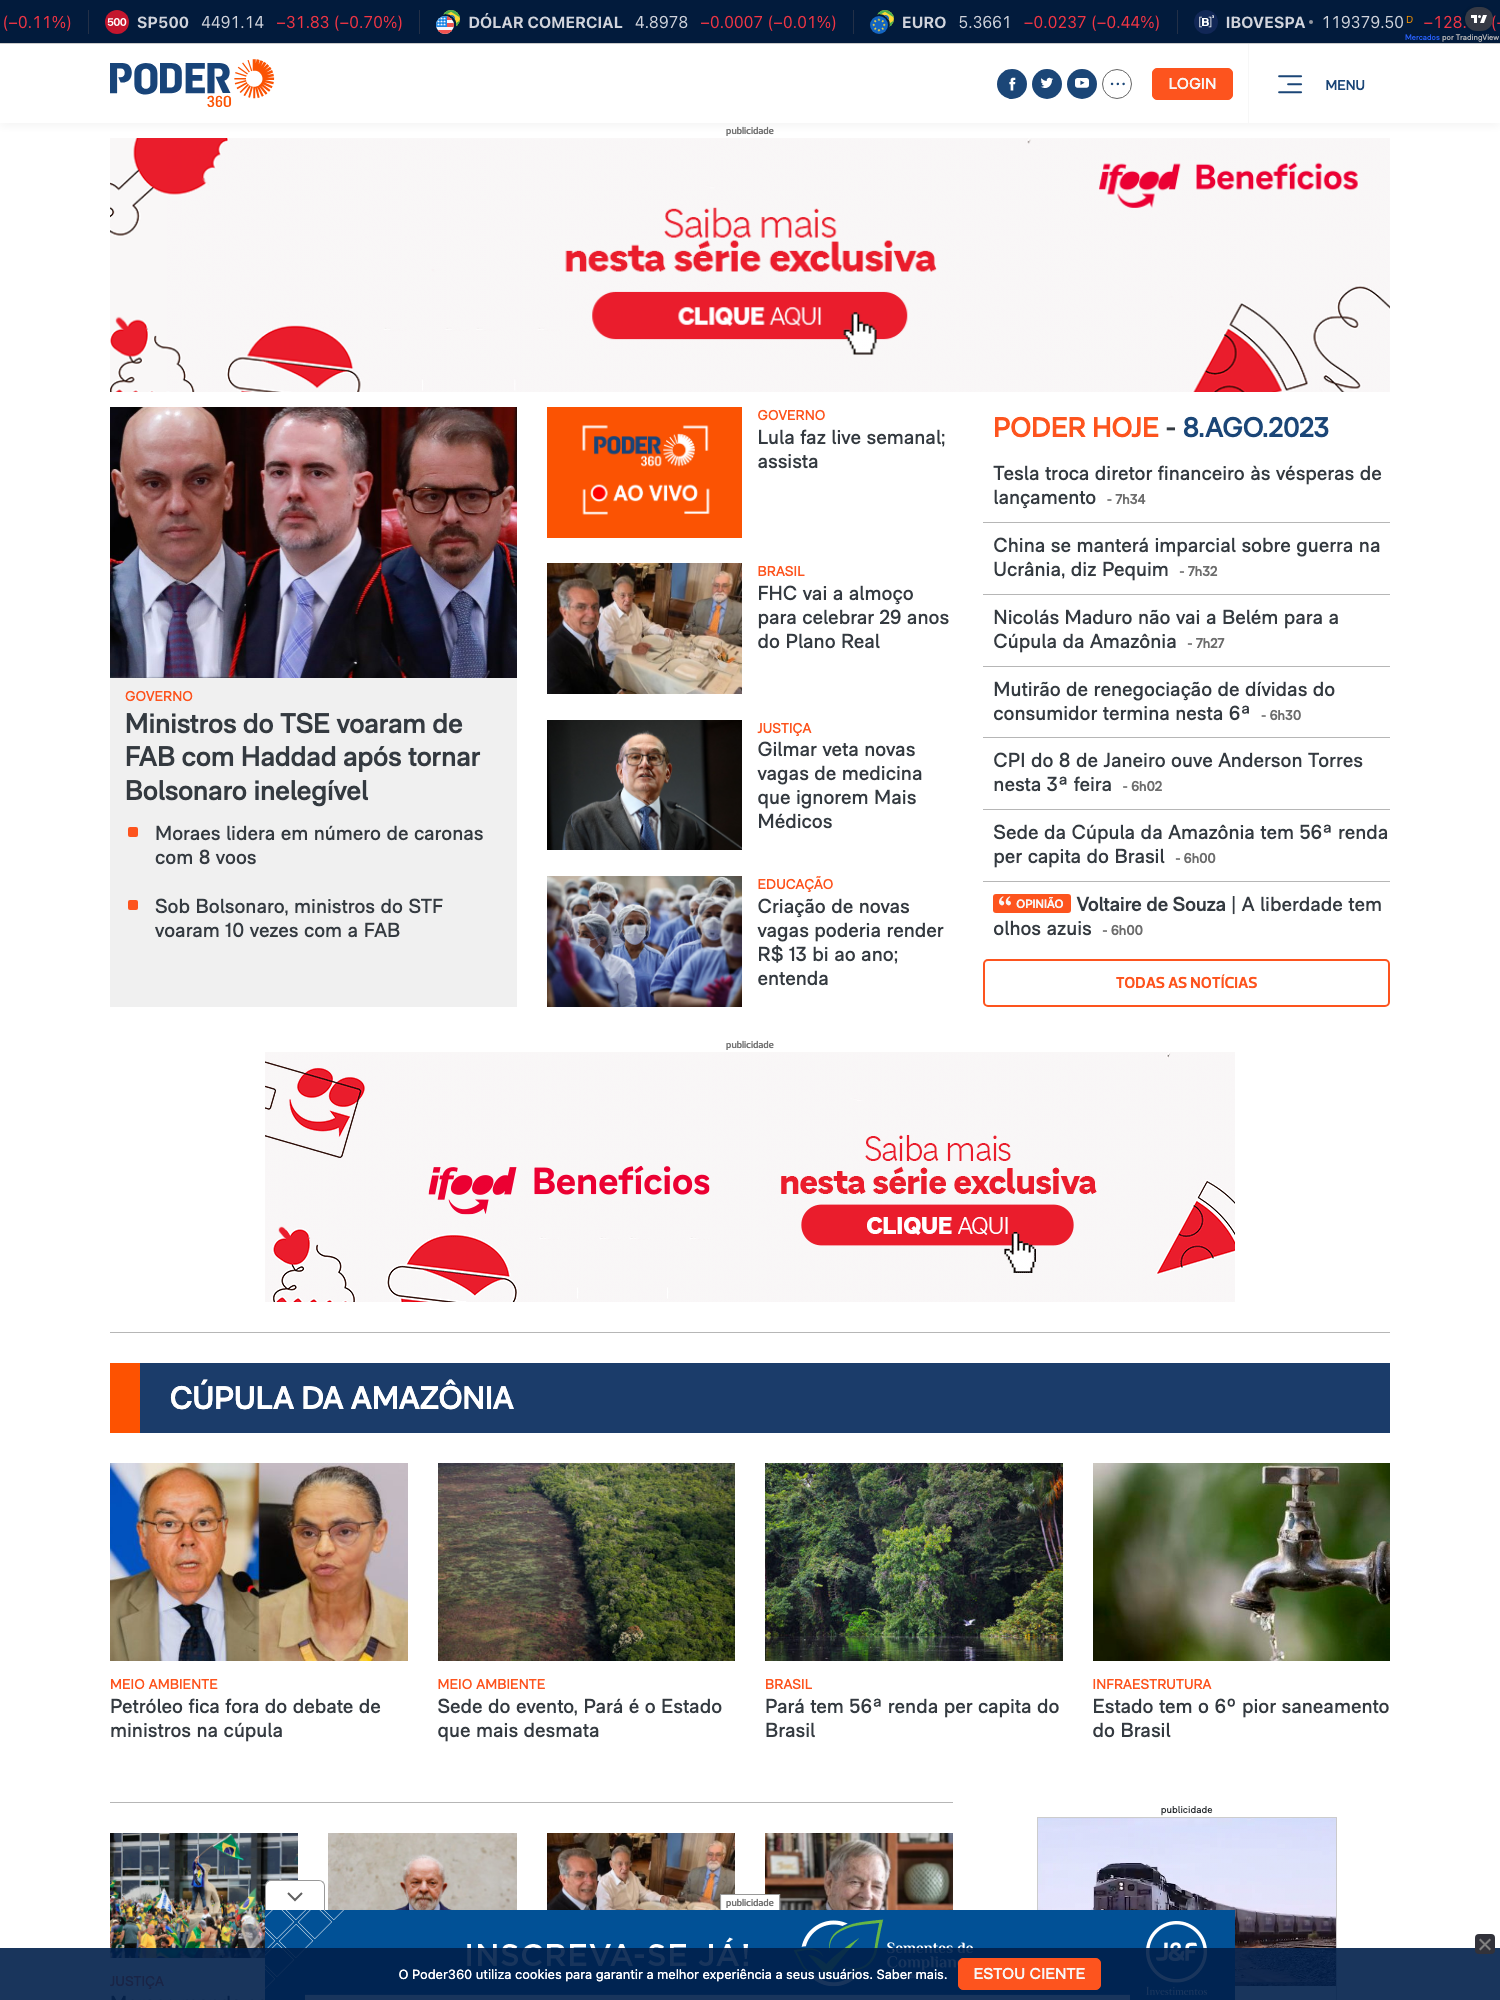 (−0.11%)
500 SP500 4491.14 −31.83 (−0.70%)
DÓLAR COMERCIAL 4.8978 −0.0007 (−0.01%)
EURO 5.3661 −0.0237 (−0.44%)
IBOVESPA 119379.50 D −128.
Mercados por TradingView
PODER
360
LOGIN
MENU
publicidade
ifood Benefícios
Saiba mais
nesta série exclusiva
CLIQUE AQUI
GOVERNO
Ministros do TSE voaram de
FAB com Haddad após tornar
Bolsonaro inelegível
Moraes lidera em número de caronas
com 8 voos
Sob Bolsonaro, ministros do STF
voaram 10 vezes com a FAB
PODER
360
AO VIVO
GOVERNO
Lula faz live semanal;
assista
BRASIL
FHC vai a almoço
para celebrar 29 anos
do Plano Real
JUSTIÇA
Gilmar veta novas
vagas de medicina
que ignorem Mais
Médicos
EDUCAÇÃO
Criação de novas
vagas poderia render
R$ 13 bi ao ano;
entenda
PODER HOJE - 8.AGO.2023
Tesla troca diretor financeiro às vésperas de
lançamento - 7h34
China se manterá imparcial sobre guerra na
Ucrânia, diz Pequim - 7h32
Nicolás Maduro não vai a Belém para a
Cúpula da Amazônia - 7h27
Mutirão de renegociação de dívidas do
consumidor termina nesta 6ª - 6h30
CPI do 8 de Janeiro ouve Anderson Torres
nesta 3ª feira - 6h02
Sede da Cúpula da Amazônia tem 56ª renda
per capita do Brasil - 6h00
“ OPINIÃO Voltaire de Souza | A liberdade tem
olhos azuis - 6h00
TODAS AS NOTÍCIAS
publicidade
ifood Benefícios
Saiba mais
nesta série exclusiva
CLIQUE AQUI
CÚPULA DA AMAZÔNIA
MEIO AMBIENTE
Petróleo fica fora do debate de
ministros na cúpula
MEIO AMBIENTE
Sede do evento, Pará é o Estado
que mais desmata
BRASIL
Pará tem 56ª renda per capita do
Brasil
INFRAESTRUTURA
Estado tem o 6º pior saneamento
do Brasil
publicidade
publicidade
INSCREVA-SE JÁ!
Sementes de
Compliance
J&F
Investimentos
JUSTIÇA
O Poder360 utiliza cookies para garantir a melhor experiência a seus usuários. Saber mais.
ESTOU CIENTE